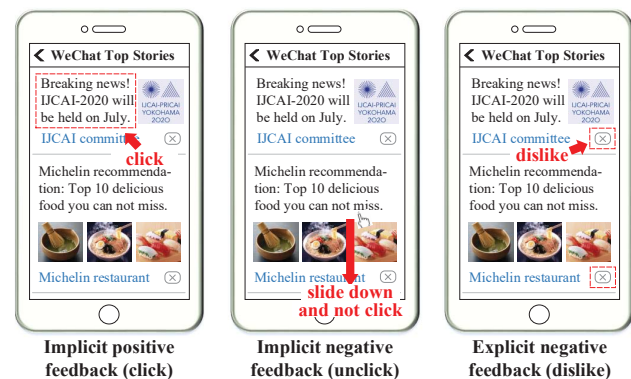 WeChat Top Stories
Breaking news!
IJCAI-2020 will
be held on July.
IJCAI-PRICAI
YOKOHAMA
2020
IJCAI committe
click
Michelin recommenda-
tion: Top 10 delicious
food you can not miss.
Michelin restaurant
Implicit positive
feedback (click)
WeChat Top Stories
Breaking news!
IJCAI-2020 will
be held on July.
IJCAI-PRICAI
YOKOHAMA
2020
IJCAI committee
Michelin recommenda-
tion: Top 10 delicious
food you can not miss.
Michelin restaurant
slide down
and not click
Implicit negative
feedback (unclick)
WeChat Top Stories
Breaking news!
IJCAI-2020 will
be held on July.
IJCAI-PRICAI
YOKOHAMA
2020
IJCAI committee
dislike
Michelin recommenda-
tion: Top 10 delicious
food you can not miss.
Michelin restaurant
Explicit negative
feedback (dislike)